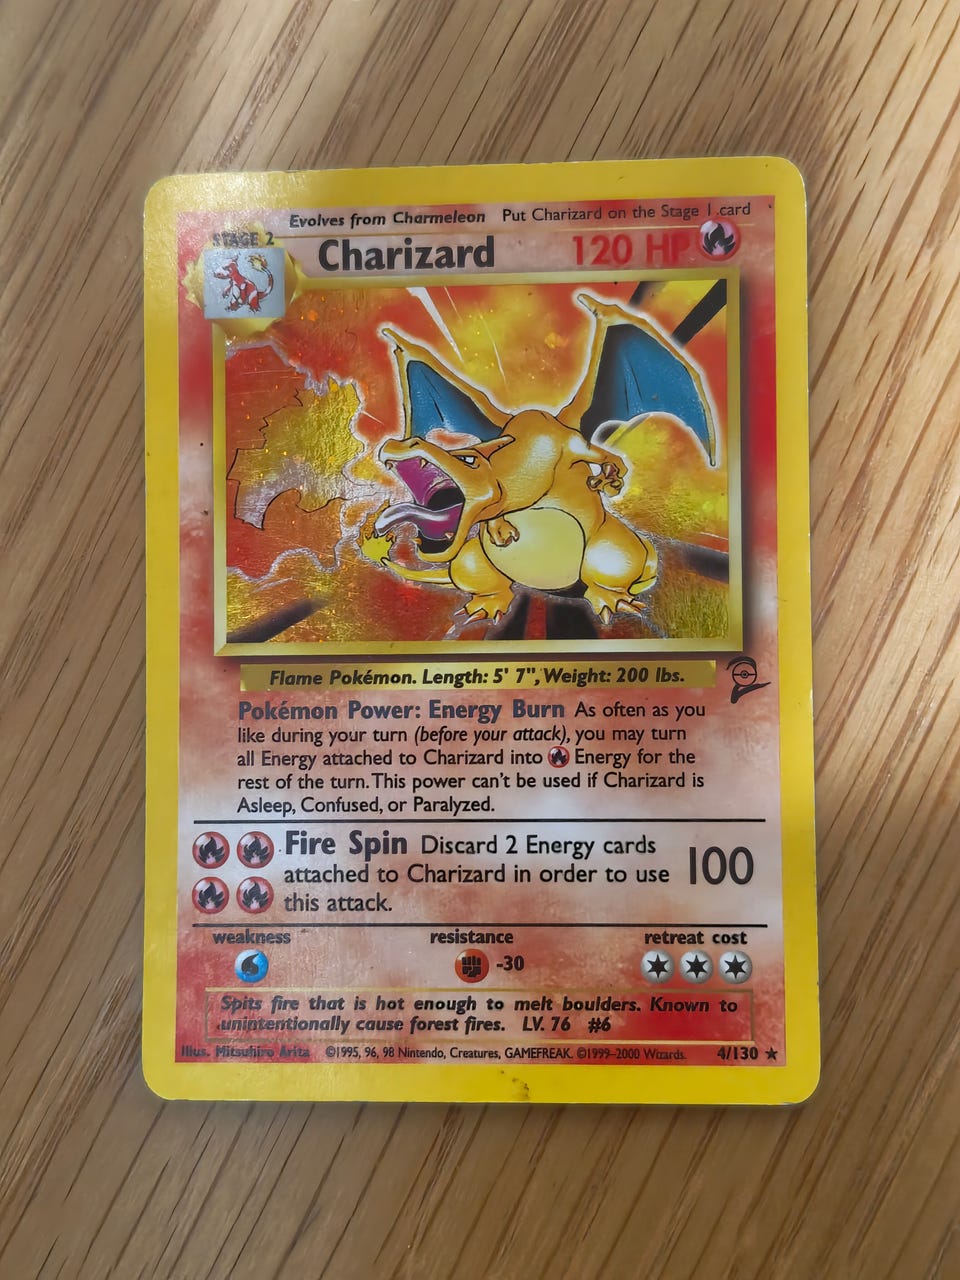 Evolves from Charmeleon Put Charizard on the Stage 1 card
STAGE 2
Charizard 120 HP
Flame Pokémon. Length: 5' 7", Weight: 200 lbs.
Pokémon Power: Energy Burn As often as you
like during your turn (before your attack), you may turn
all Energy attached to Charizard into Energy for the
rest of the turn. This power can't be used if Charizard is
Asleep, Confused, or Paralyzed.
Fire Spin Discard 2 Energy cards
attached to Charizard in order to use
this attack.
100
weakness resistance retreat cost
-30
Spits fire that is hot enough to melt boulders. Known to
unintentionally cause forest fires. LV. 76 #6
Illus. Mitsuhiro Arita ©1995, 96, 98 Nintendo, Creatures, GAMEFREAK. ©1999–2000 Wizards. 4/130 ★